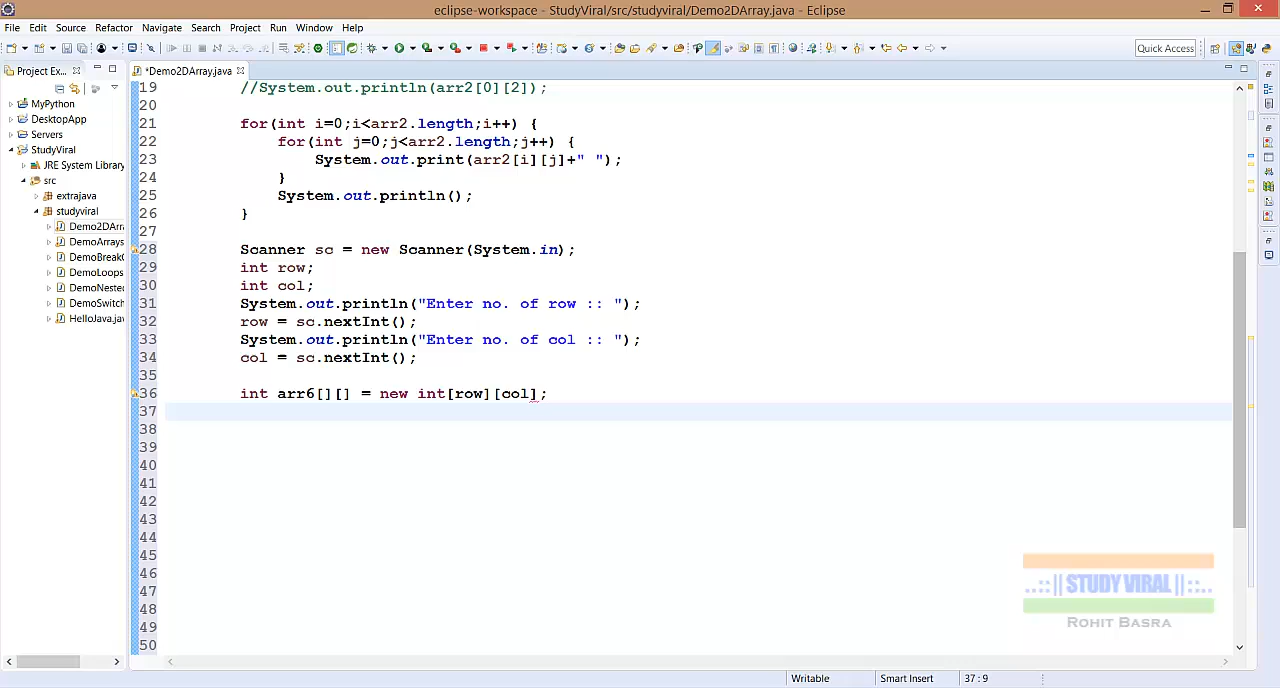 eclipse-workspace - StudyViral/src/studyviral/Demo2DArray.java - Eclipse
File Edit Source Refactor Navigate Search Project Run Window Help
Quick Access
Project Ex...
*Demo2DArray.java
MyPython
DesktopApp
Servers
StudyViral
JRE System Library
src
extrajava
studyviral
Demo2DArra
DemoArrays
DemoBreakC
DemoLoops
DemoNested
DemoSwitch
HelloJava.jav
19 //System.out.println(arr2[0][2]);
20
21 for(int i=0;i<arr2.length;i++) {
22 for(int j=0;j<arr2.length;j++) {
23 System.out.print(arr2[i][j]+" ");
24 }
25 System.out.println();
26 }
27
28 Scanner sc = new Scanner(System.in);
29 int row;
30 int col;
31 System.out.println("Enter no. of row :: ");
32 row = sc.nextInt();
33 System.out.println("Enter no. of col :: ");
34 col = sc.nextInt();
35
36 int arr6[][] = new int[row][col];
37
38
39
40
41
42
43
44
45
46
47
48
49
50
..::|| STUDY VIRAL ||::..
ROHIT BASRA
Writable
Smart Insert
37 : 9